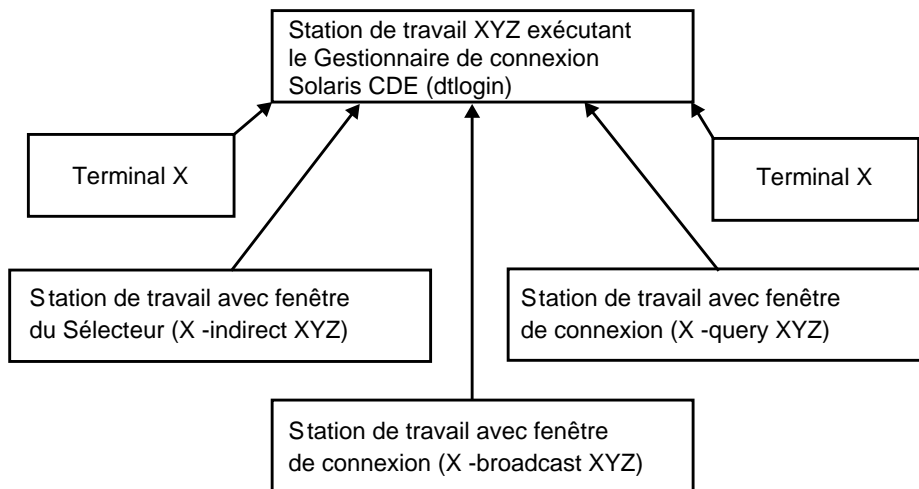 Station de travail XYZ exécutant
le Gestionnaire de connexion
Solaris CDE (dtlogin)
Terminal X
Terminal X
Station de travail avec fenêtre
du Sélecteur (X -indirect XYZ)
Station de travail avec fenêtre
de connexion (X -query XYZ)
Station de travail avec fenêtre
de connexion (X -broadcast XYZ)